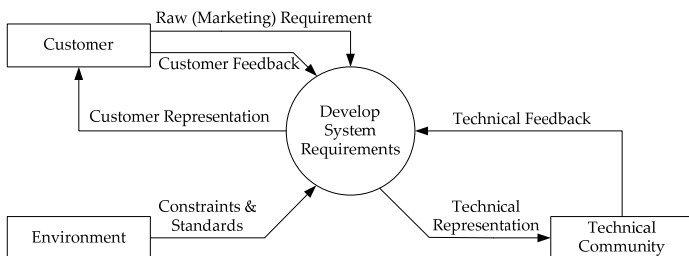 Raw (Marketing) Requirement
Customer
Customer Feedback
Customer Representation
Develop
System
Requirements
Technical Feedback
Constraints &
Standards
Technical
Representation
Environment
Technical
Community